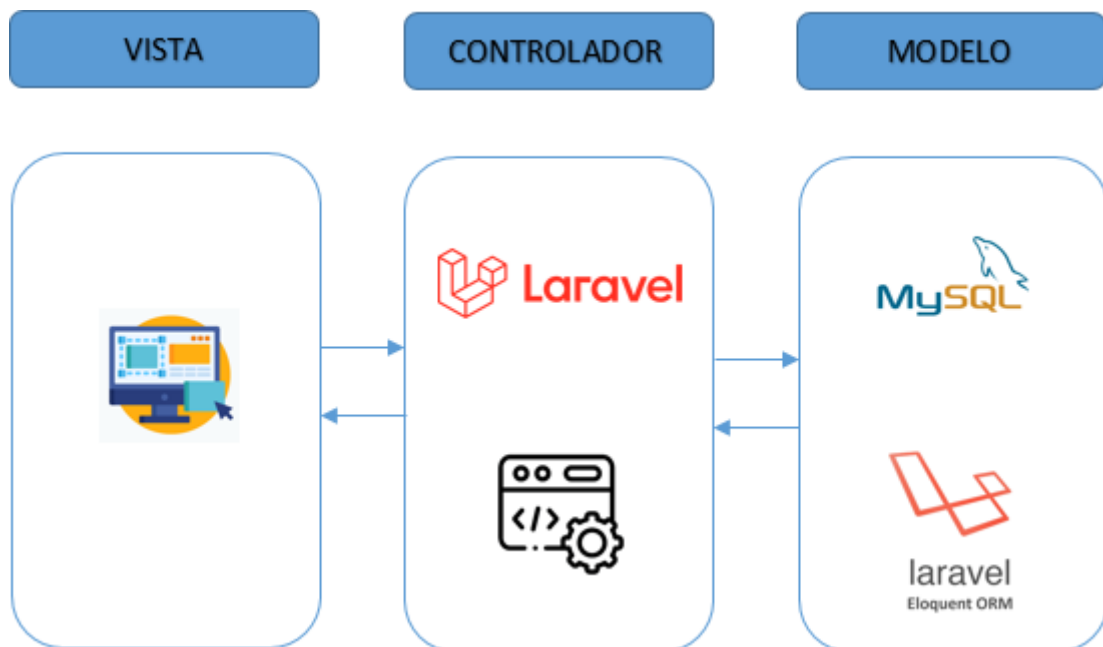 VISTA
CONTROLADOR
MODELO
Laravel
MySQL
</>
laravel
Eloquent ORM